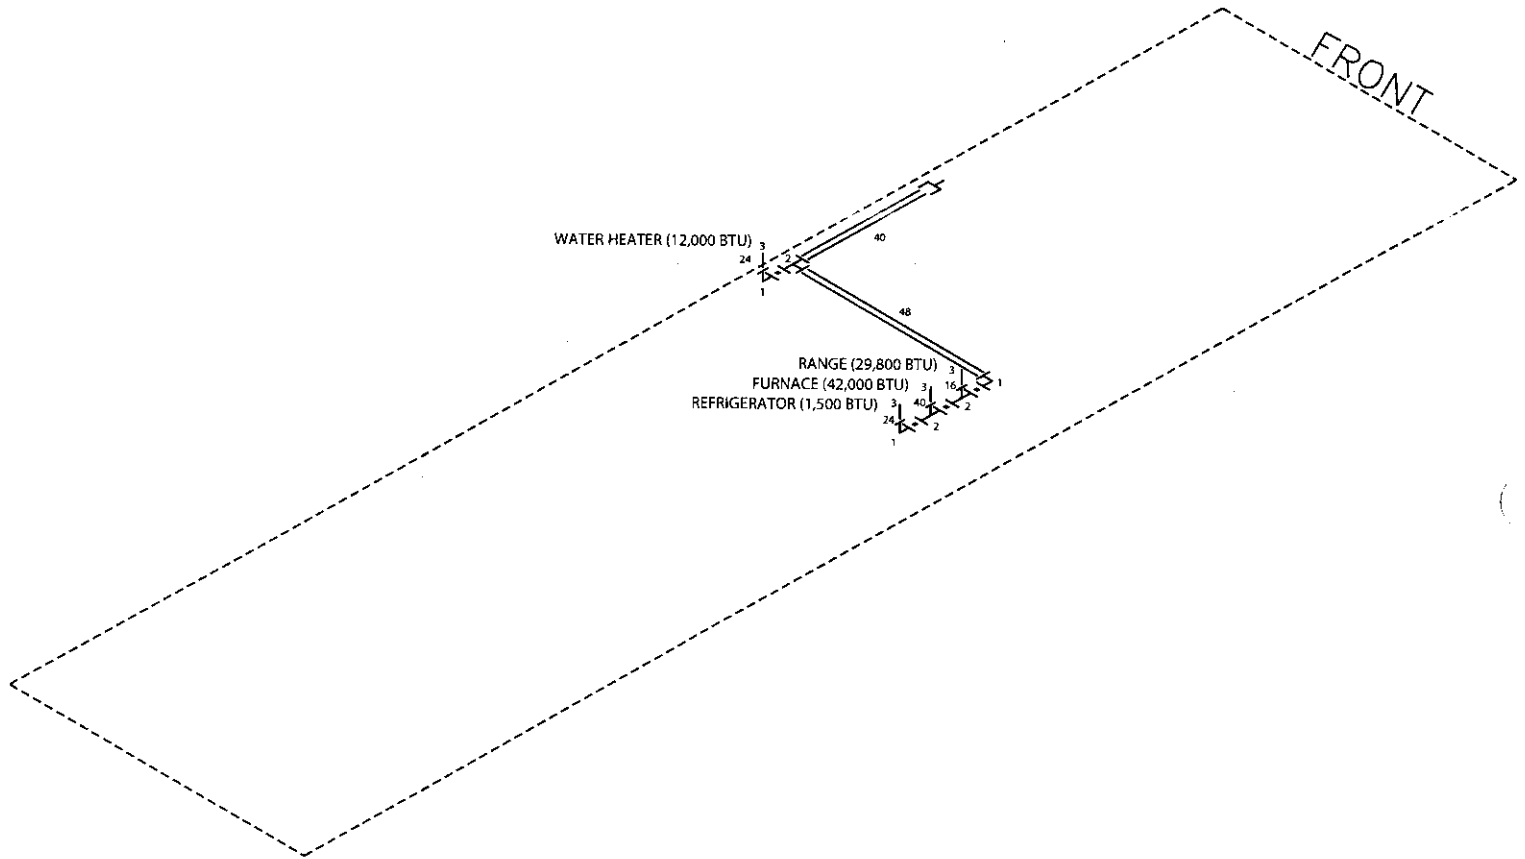 FRONT
40
WATER HEATER (12,000 BTU) 3
24
2
1
48
RANGE (29,800 BTU) 3
16
1
FURNACE (42,000 BTU) 3
40
2
REFRIGERATOR (1,500 BTU) 3
24
2
1